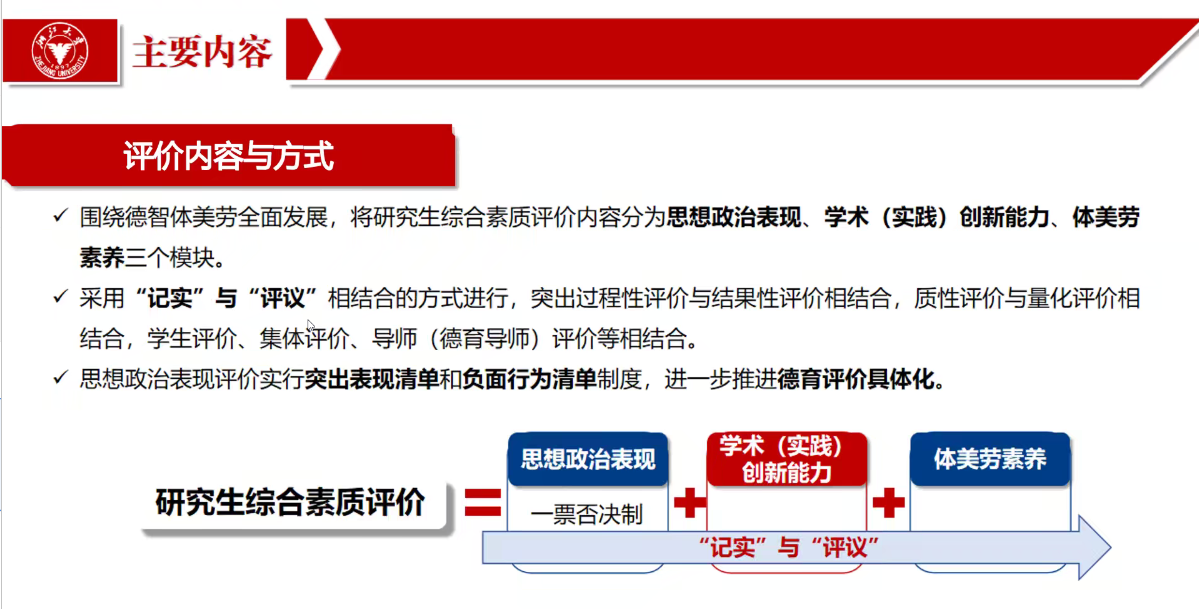 浙江大学
ZHEJIANG UNIVERSITY
1897
主要内容
评价内容与方式
✓ 围绕德智体美劳全面发展，将研究生综合素质评价内容分为思想政治表现、学术（实践）创新能力、体美劳
素养三个模块。
✓ 采用“记实”与“评议”相结合的方式进行，突出过程性评价与结果性评价相结合，质性评价与量化评价相
结合，学生评价、集体评价、导师（德育导师）评价等相结合。
✓ 思想政治表现评价实行突出表现清单和负面行为清单制度，进一步推进德育评价具体化。
研究生综合素质评价
=
思想政治表现
一票否决制
+
学术（实践）
创新能力
+
体美劳素养
“记实”与“评议”